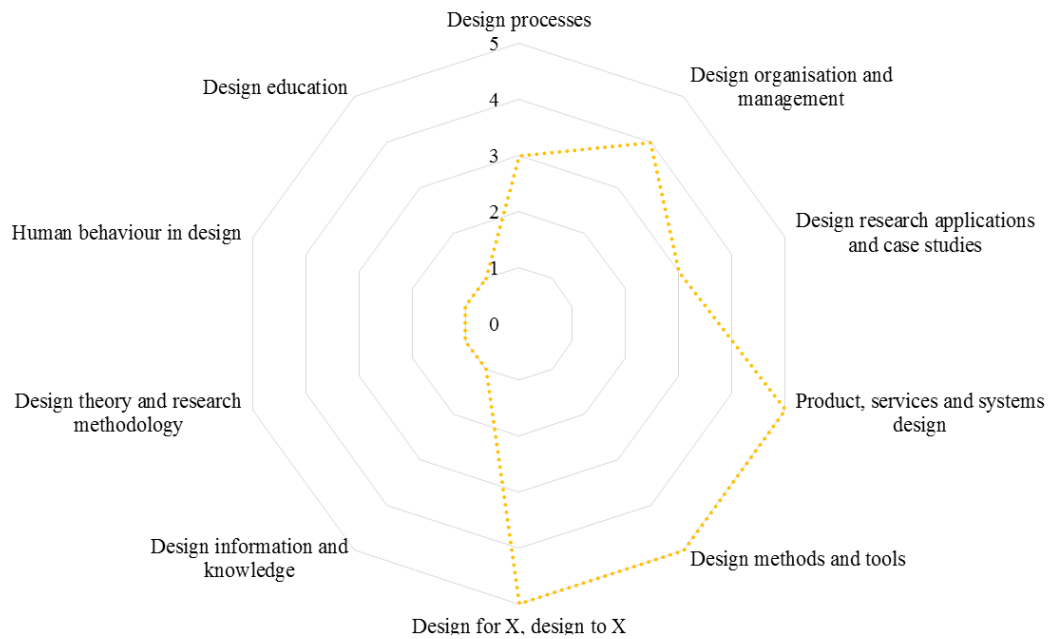 Design processes
5
Design organisation and
management
Design education
4
3
2
Design research applications
and case studies
Human behaviour in design
1
0
Product, services and systems
design
Design theory and research
methodology
Design methods and tools
Design information and
knowledge
Design for X, design to X